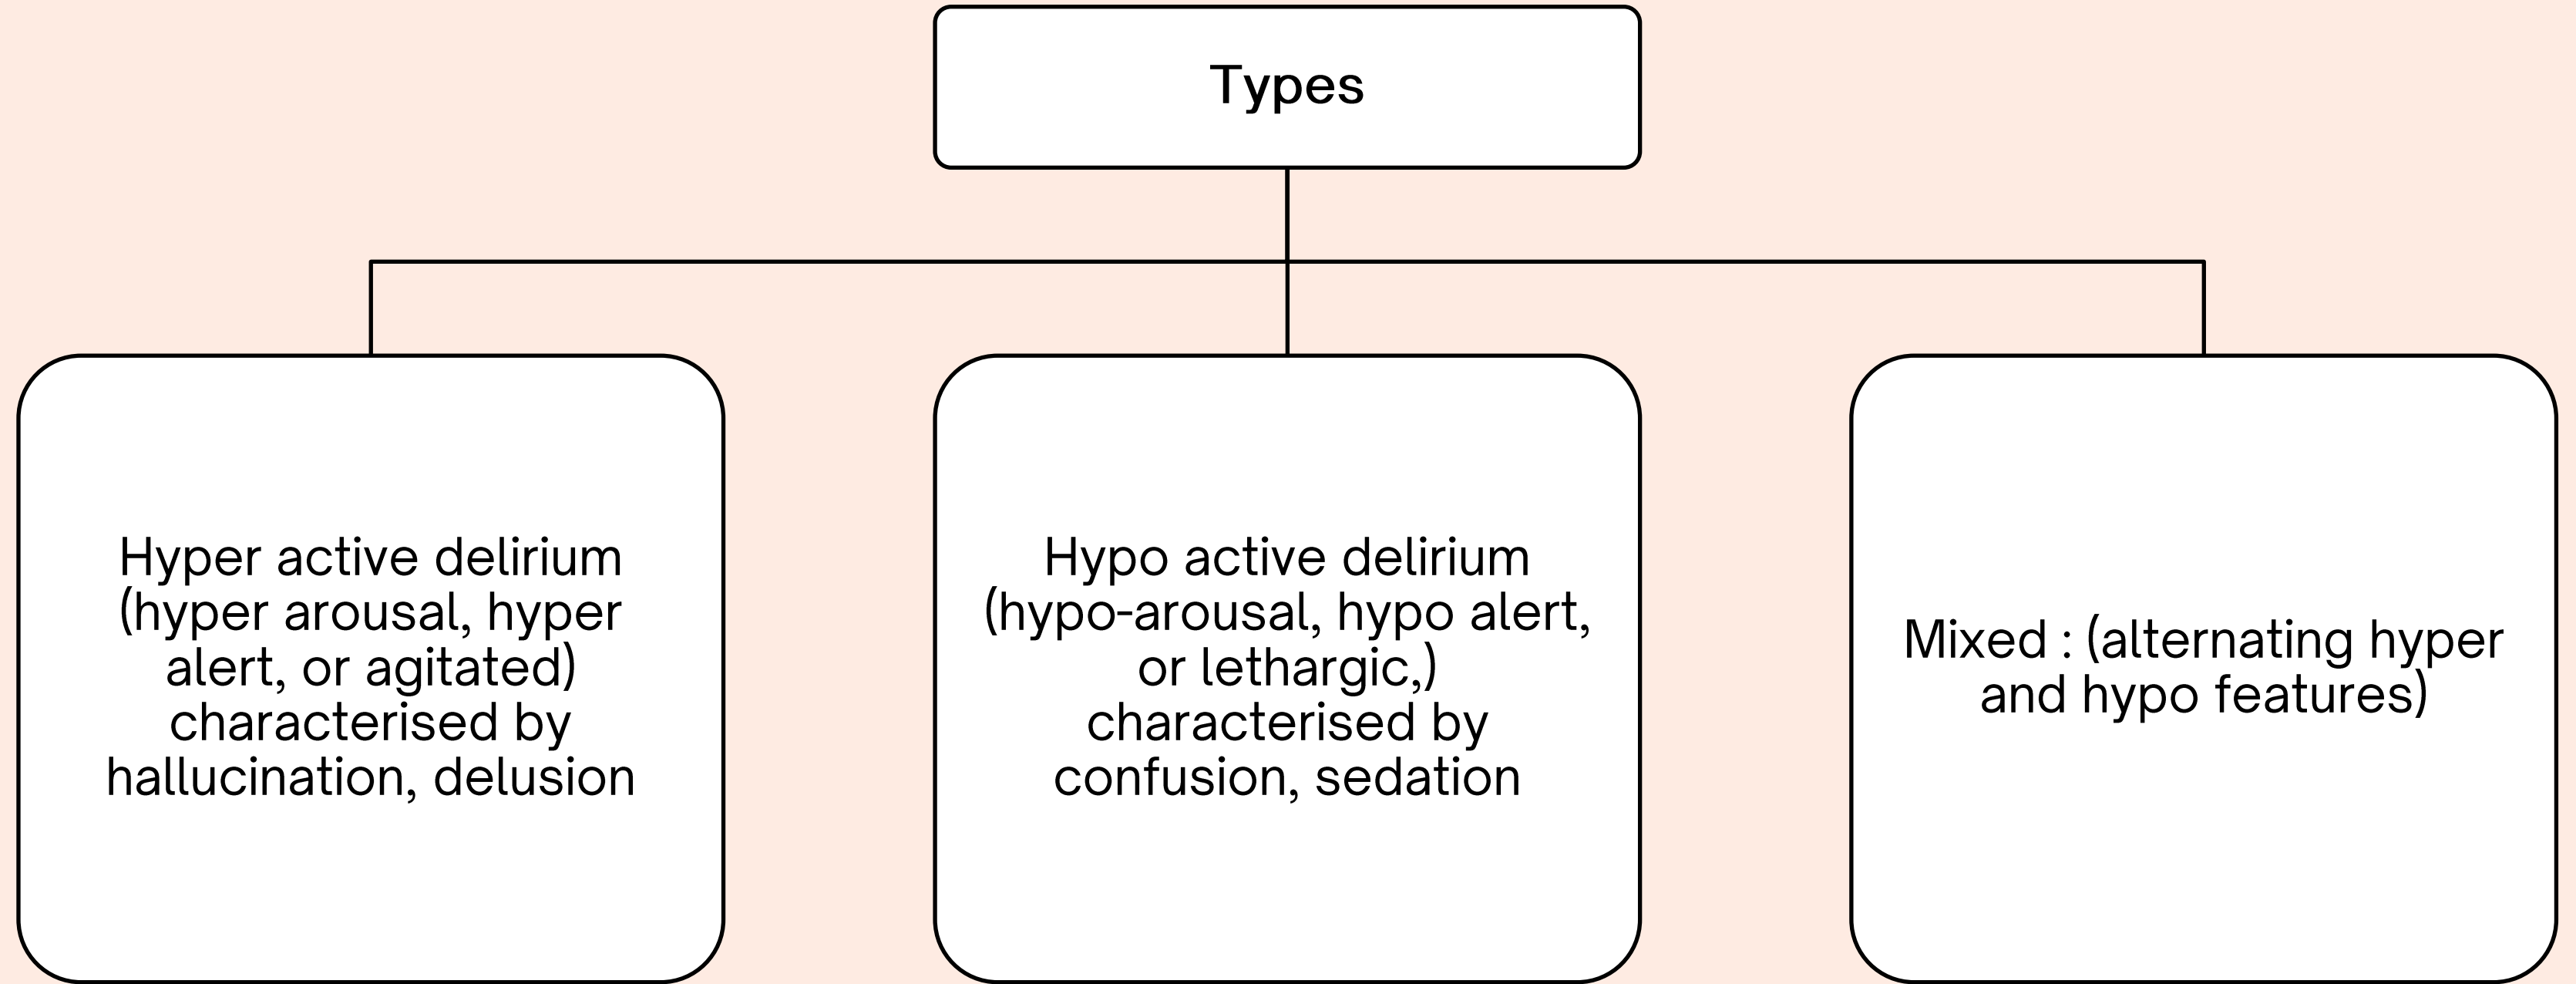 Types
Hyper active delirium
(hyper arousal, hyper
alert, or agitated)
characterised by
hallucination, delusion
Hypo active delirium
(hypo-arousal, hypo alert,
or lethargic,)
characterised by
confusion, sedation
Mixed : (alternating hyper
and hypo features)